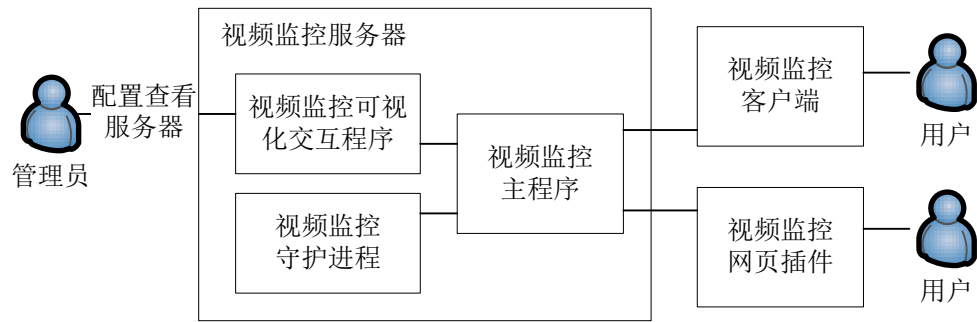 视频监控服务器
配置查看
服务器
管理员
视频监控可视
化交互程序
视频监控
守护进程
视频监控
主程序
视频监控
客户端
用户
视频监控
网页插件
用户